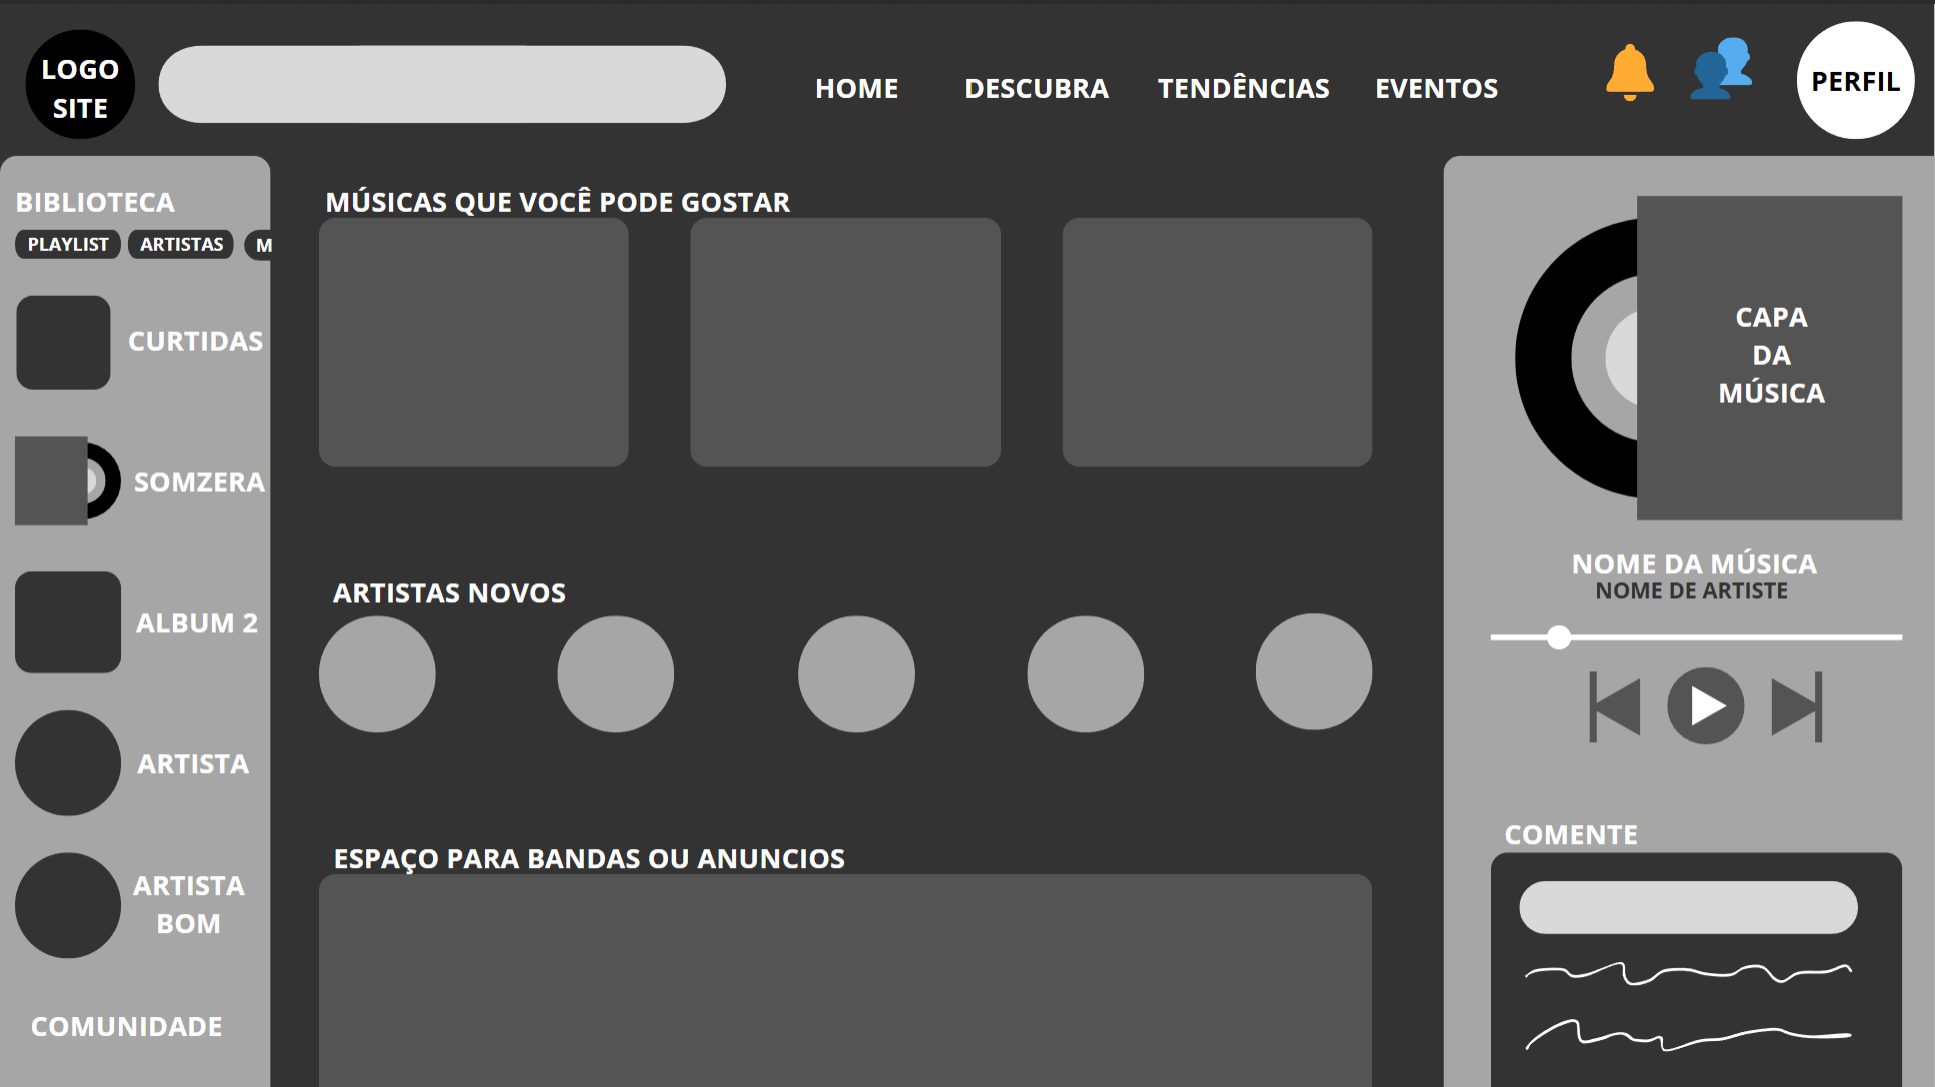 LOGO
SITE
HOME
DESCUBRA
TENDÊNCIAS
EVENTOS
PERFIL
BIBLIOTECA
PLAYLIST
ARTISTAS
M
CURTIDAS
SOMZERA
ALBUM 2
ARTISTA
ARTISTA
BOM
COMUNIDADE
MÚSICAS QUE VOCÊ PODE GOSTAR
ARTISTAS NOVOS
ESPAÇO PARA BANDAS OU ANUNCIOS
CAPA
DA
MÚSICA
NOME DA MÚSICA
NOME DE ARTISTE
COMENTE